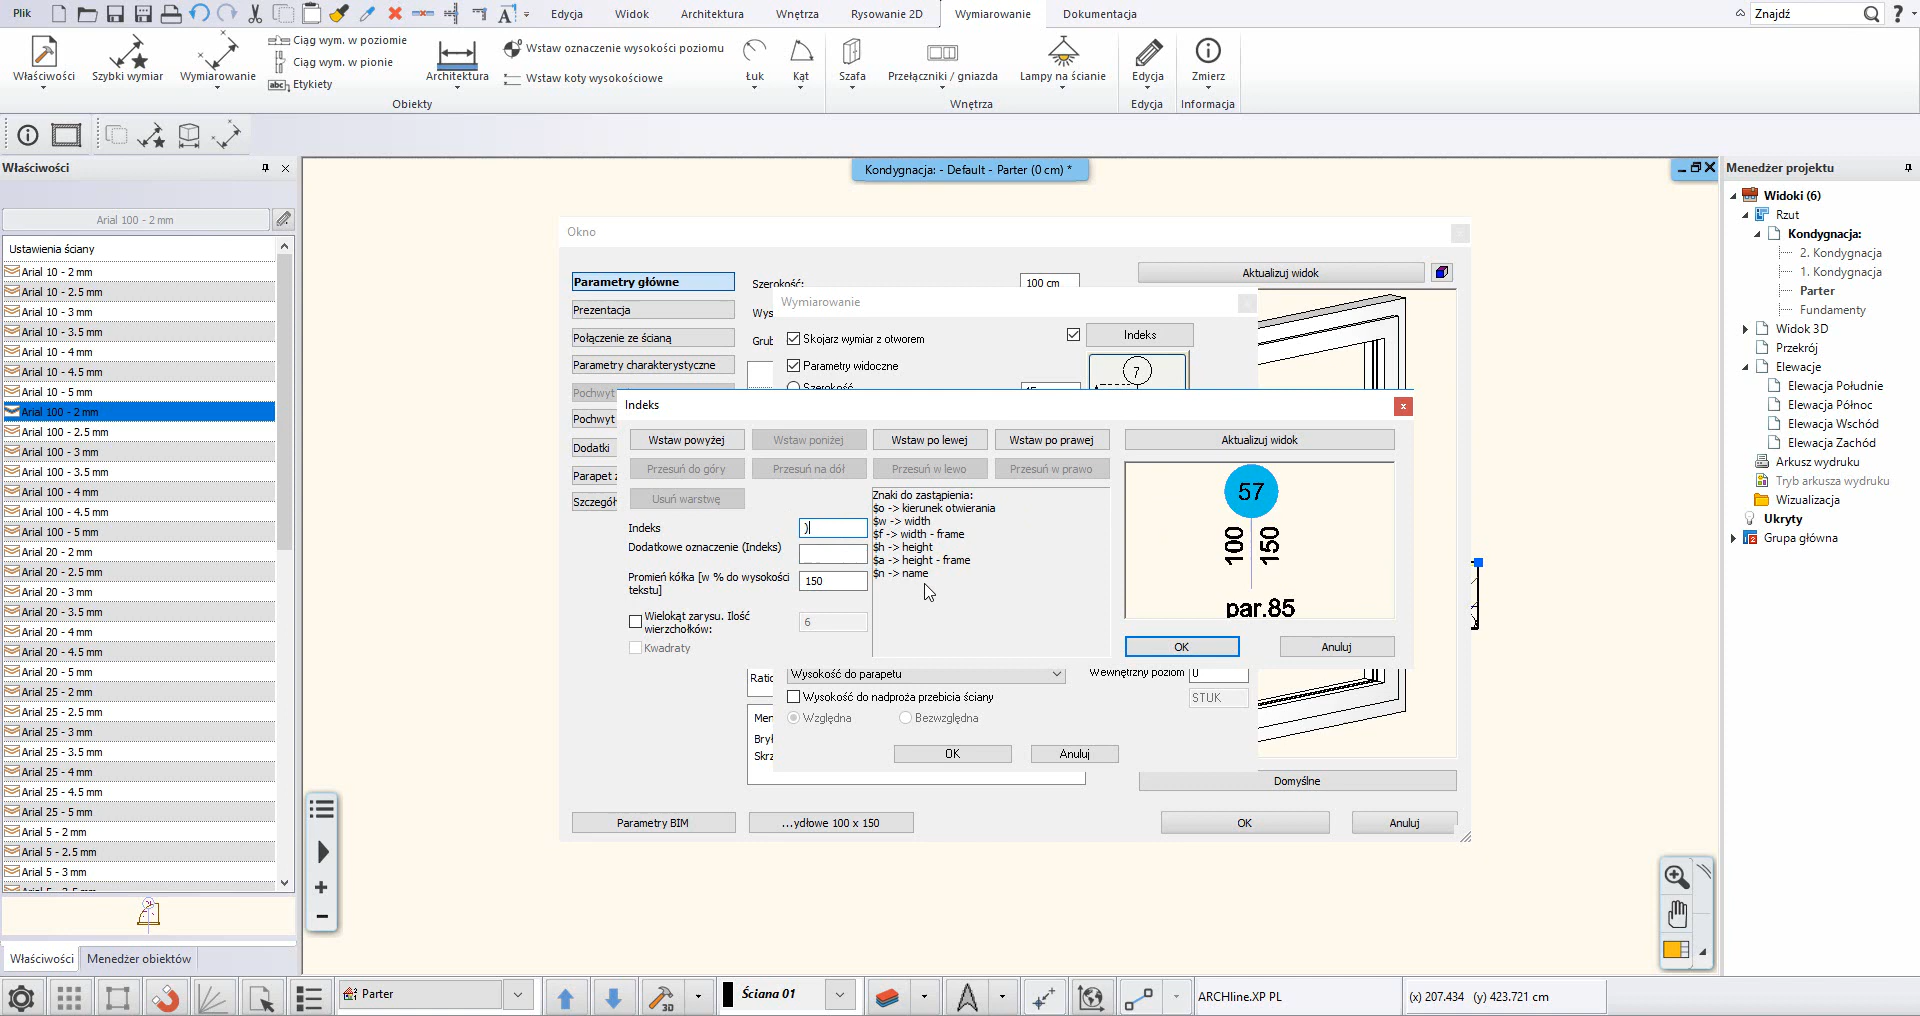 Plik
Edycja
Widok
Architektura
Wnętrza
Rysowanie 2D
Wymiarowanie
Dokumentacja
Znajdź
Właściwości
Szybki wymiar
Wymiarowanie
Ciąg wym. w poziomie
Ciąg wym. w pionie
abc Etykiety
Architektura
Wstaw oznaczenie wysokości poziomu
Wstaw koty wysokościowe
Łuk
Kąt
Szafa
Przełączniki / gniazda
Lampy na ścianie
Edycja
Zmierz
Obiekty
Wnętrza
Edycja
Informacja
Właściwości
Arial 100 - 2 mm
Ustawienia ściany
Arial 10 - 2 mm
Arial 10 - 2.5 mm
Arial 10 - 3 mm
Arial 10 - 3.5 mm
Arial 10 - 4 mm
Arial 10 - 4.5 mm
Arial 10 - 5 mm
Arial 100 - 2 mm
Arial 100 - 2.5 mm
Arial 100 - 3 mm
Arial 100 - 3.5 mm
Arial 100 - 4 mm
Arial 100 - 4.5 mm
Arial 100 - 5 mm
Arial 20 - 2 mm
Arial 20 - 2.5 mm
Arial 20 - 3 mm
Arial 20 - 3.5 mm
Arial 20 - 4 mm
Arial 20 - 4.5 mm
Arial 20 - 5 mm
Arial 25 - 2 mm
Arial 25 - 2.5 mm
Arial 25 - 3 mm
Arial 25 - 3.5 mm
Arial 25 - 4 mm
Arial 25 - 4.5 mm
Arial 25 - 5 mm
Arial 5 - 2 mm
Arial 5 - 2.5 mm
Arial 5 - 3 mm
Właściwości
Menedżer obiektów
Kondygnacja: - Default - Parter (0 cm) *
Okno
Parametry główne
Prezentacja
Połączenie ze ścianą
Parametry charakterystyczne
Pochwyt
Pochwyt
Dodatki
Parapet z
Szczegół
Szerokość:
100 cm
Wys
Grub
Aktualizuj widok
Ratio
Men
Brył
Skrz
Domyślne
Parametry BIM
...ydłowe 100 x 150
OK
Anuluj
Wymiarowanie
Skojarz wymiar z otworem
Parametry widoczne
Szerokość
Indeks
7
Wysokość do parapetu
Wewnętrzny poziom
0
Wysokość do nadproża przebicia ściany
STUK
Względna
Bezwzględna
OK
Anuluj
Indeks
Wstaw powyżej
Wstaw poniżej
Wstaw po lewej
Wstaw po prawej
Przesuń do góry
Przesuń na dół
Przesuń w lewo
Przesuń w prawo
Usuń warstwę
Indeks
)
Dodatkowe oznaczenie (Indeks)
Promień kółka [w % do wysokości
tekstu]
150
Wielokąt zarysu. Ilość
wierzchołków:
6
Kwadraty
Znaki do zastąpienia:
$o -> kierunek otwierania
$w -> width
$f -> width - frame
$h -> height
$a -> height - frame
$n -> name
Aktualizuj widok
57
100
150
par.85
OK
Anuluj
Menedżer projektu
Widoki (6)
Rzut
Kondygnacja:
2. Kondygnacja
1. Kondygnacja
Parter
Fundamenty
Widok 3D
Przekrój
Elewacje
Elewacja Południe
Elewacja Północ
Elewacja Wschód
Elewacja Zachód
Arkusz wydruku
Tryb arkusza wydruku
Wizualizacja
Ukryty
Grupa główna
Parter
3D
Ściana 01
ARCHline.XP PL
(x) 207.434 (y) 423.721 cm